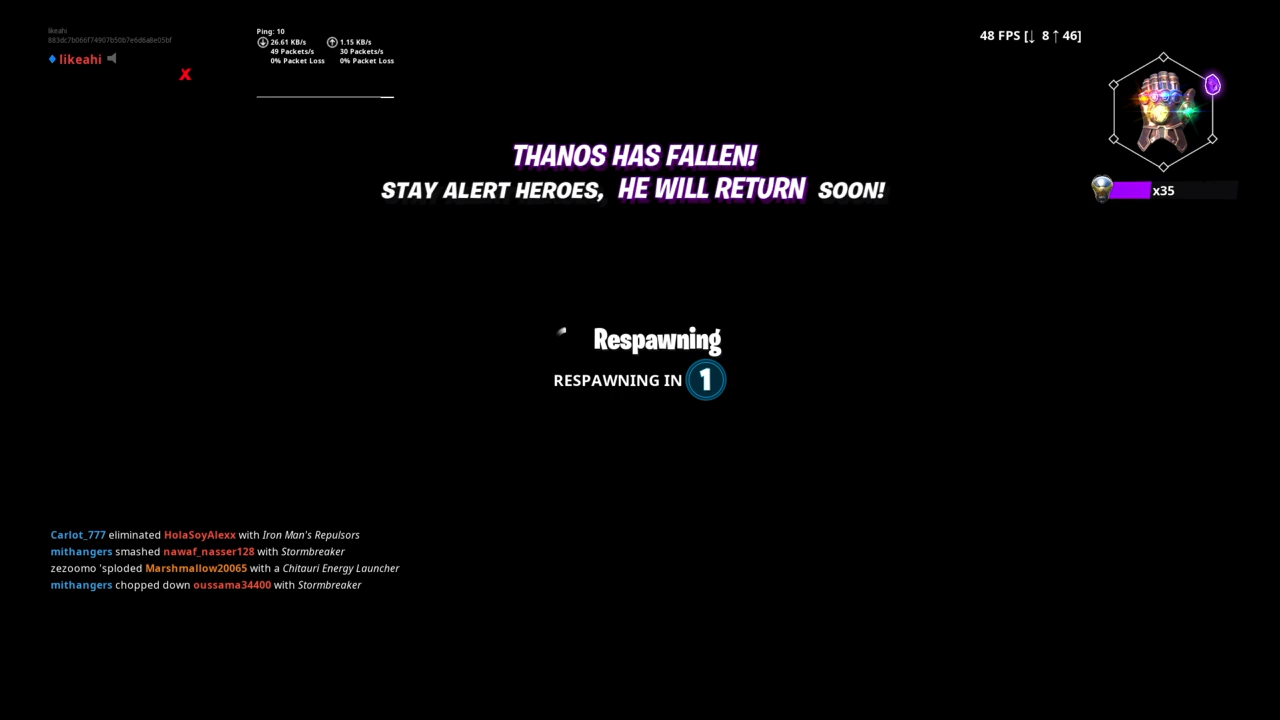 likeahi
883dc7b066f74907b50b7e6d6a8e05bf
likeahi
X
Ping: 10
26.61 KB/s 1.15 KB/s
49 Packets/s 30 Packets/s
0% Packet Loss 0% Packet Loss
48 FPS [↓ 8 ↑ 46]
x35
THANOS HAS FALLEN!
STAY ALERT HEROES, HE WILL RETURN SOON!
Respawning
RESPAWNING IN 1
Carlot_777 eliminated HolaSoyAlexx with Iron Man's Repulsors
mithangers smashed nawaf_nasser128 with Stormbreaker
zezoomo 'sploded Marshmallow20065 with a Chitauri Energy Launcher
mithangers chopped down oussama34400 with Stormbreaker